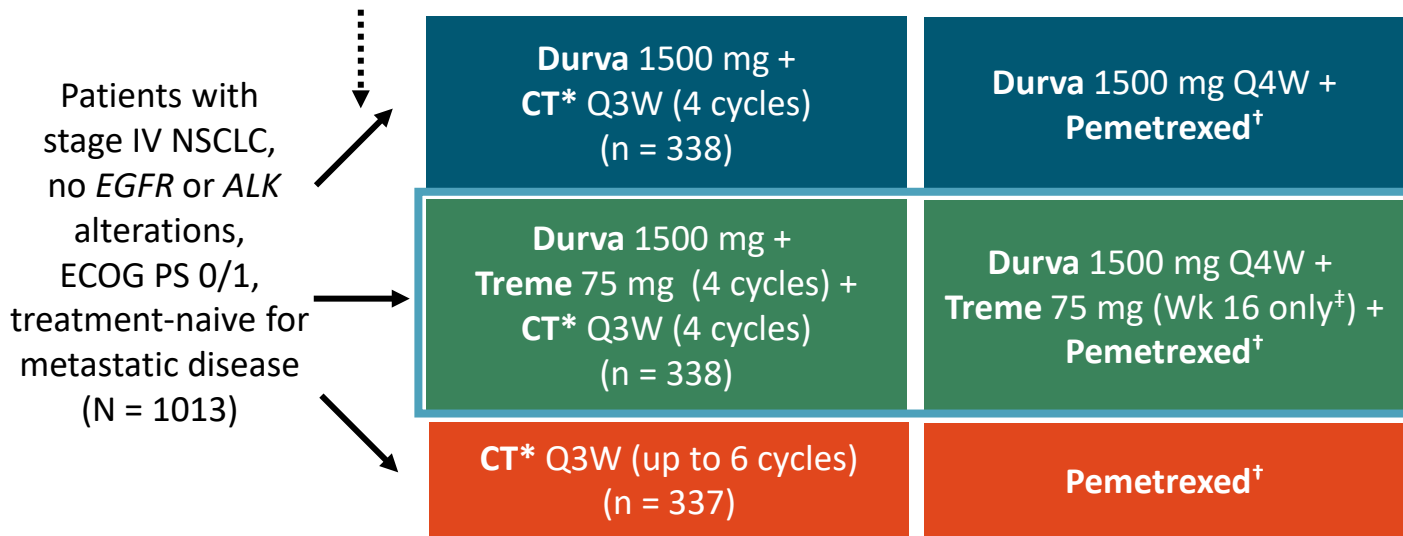 Patients with
stage IV NSCLC,
no EGFR or ALK
alterations,
ECOG PS 0/1,
treatment-naive for
metastatic disease
(N = 1013)
Durva 1500 mg +
CT* Q3W (4 cycles)
(n = 338)
Durva 1500 mg Q4W +
Pemetrexed†
Durva 1500 mg +
Treme 75 mg (4 cycles) +
CT* Q3W (4 cycles)
(n = 338)
Durva 1500 mg Q4W +
Treme 75 mg (Wk 16 only‡) +
Pemetrexed†
CT* Q3W (up to 6 cycles)
(n = 337)
Pemetrexed†